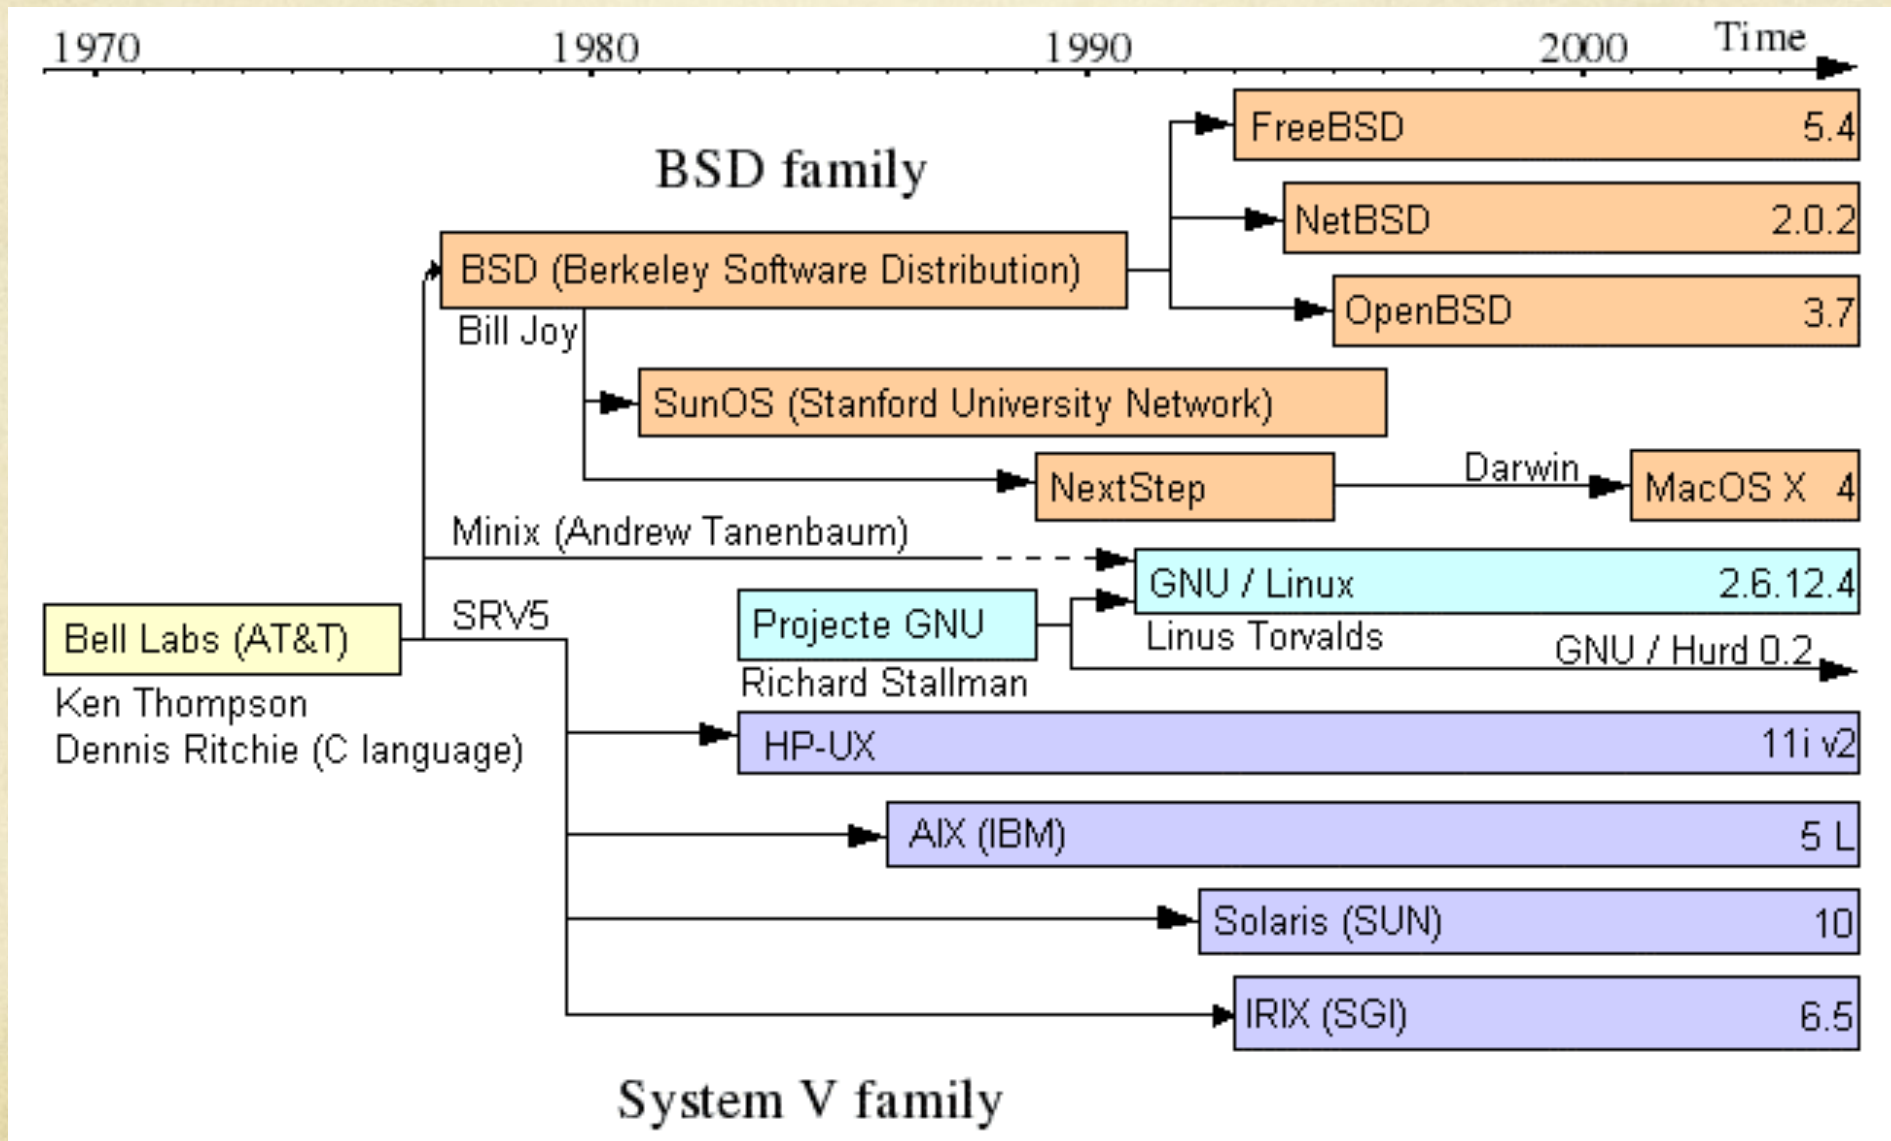 1970 1980 1990 2000 Time
FreeBSD 5.4
BSD family
NetBSD 2.0.2
BSD (Berkeley Software Distribution)
OpenBSD 3.7
Bill Joy
SunOS (Stanford University Network)
NextStep
Darwin
MacOS X 4
Minix (Andrew Tanenbaum)
GNU / Linux 2.6.12.4
SRV5
Projecte GNU
Bell Labs (AT&T)
Linus Torvalds
GNU / Hurd 0.2
Richard Stallman
Ken Thompson
Dennis Ritchie (C language)
HP-UX 11i v2
AIX (IBM) 5 L
Solaris (SUN) 10
IRIX (SGI) 6.5
System V family